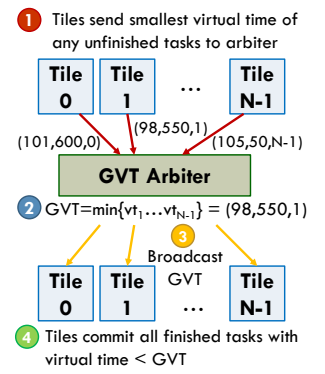 1 Tiles send smallest virtual time of
any unfinished tasks to arbiter
Tile
0
Tile
1
...
Tile
N-1
(101,600,0)
(98,550,1)
(105,50,N-1)
GVT Arbiter
2 GVT=min{vt1...vtN-1} = (98,550,1)
3
Broadcast
GVT
Tile
0
Tile
1
...
Tile
N-1
4 Tiles commit all finished tasks with
virtual time < GVT